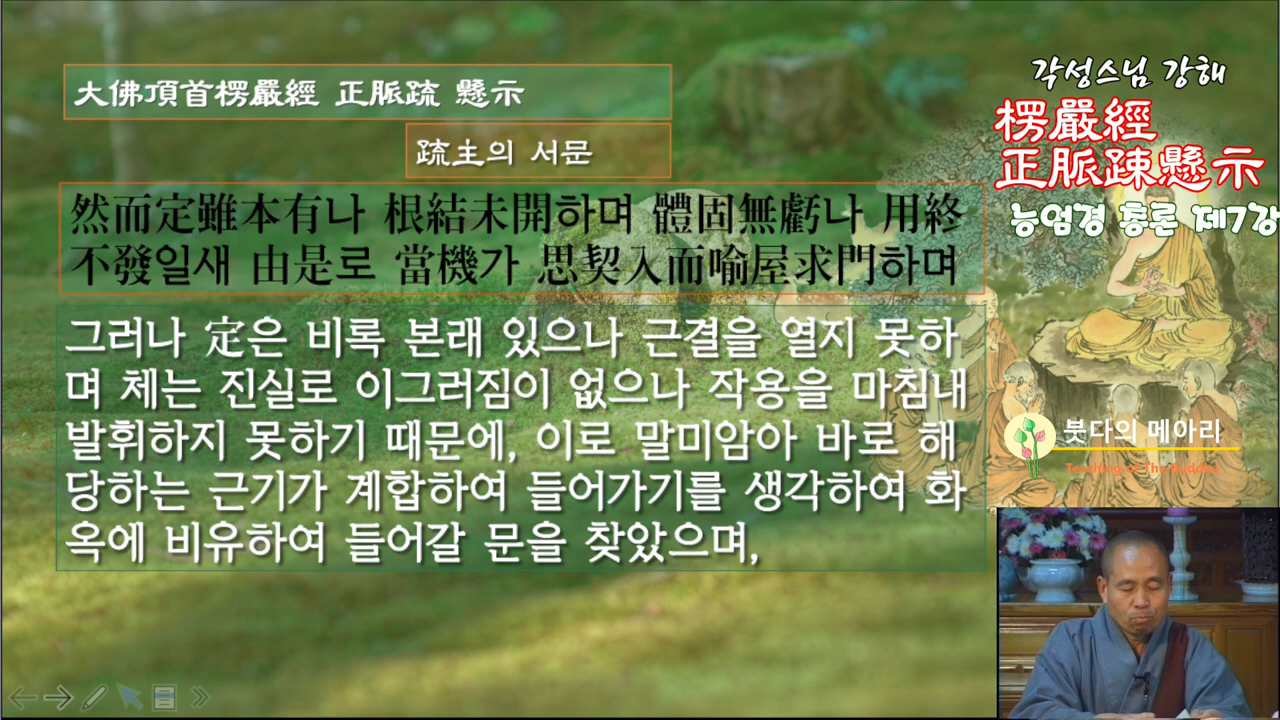 大佛頂首楞嚴經 正脈疏 懸示
疏主의 서문
然而定雖本有나 根結未開하며 體固無虧나 用終
不發일새 由是로 當機가 思契入而喩屋求門하며
그러나 定은 비록 본래 있으나 근결을 열지 못하
며 체는 진실로 이그러짐이 없으나 작용을 마침내
발휘하지 못하기 때문에, 이로 말미암아 바로 해
당하는 근기가 계합하여 들어가기를 생각하여 화
옥에 비유하여 들어갈 문을 찾았으며,
각성스님 강해
楞嚴經
正脈疎懸示
능엄경 총론 제7강
붓다의 메아리
Teaching of The Buddha